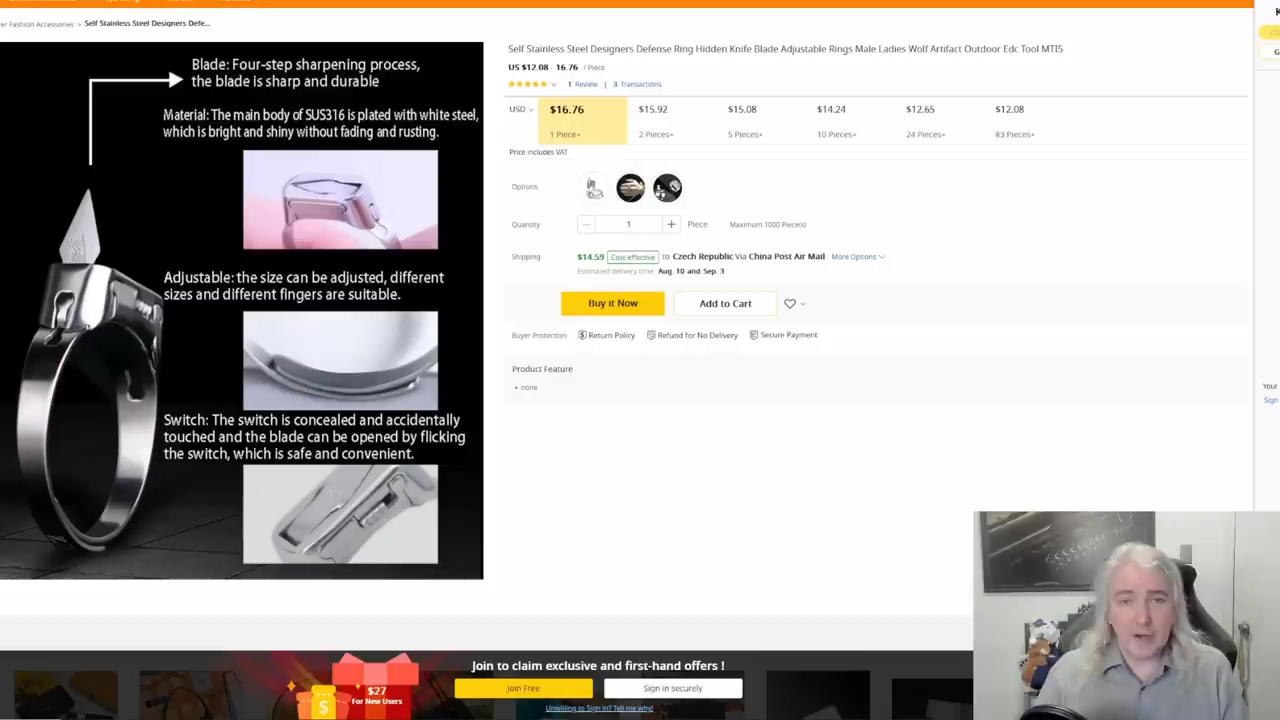 er Fashion Accessories > Self Stainless Steel Designers Defe...
Blade: Four-step sharpening process,
the blade is sharp and durable
Material: The main body of SUS316 is plated with white steel,
which is bright and shiny without fading and rusting.
Adjustable: the size can be adjusted, different
sizes and different fingers are suitable.
Switch: The switch is concealed and accidentally
touched and the blade can be opened by flicking
the switch, which is safe and convenient.
Self Stainless Steel Designers Defense Ring Hidden Knife Blade Adjustable Rings Male Ladies Wolf Artifact Outdoor Edc Tool MTI5
US $12.08 - 16.76 / Piece
1 Review | 3 Transactions
USD $16.76 $15.92 $15.08 $14.24 $12.65 $12.08
1 Piece+ 2 Pieces+ 5 Pieces+ 10 Pieces+ 24 Pieces+ 83 Pieces+
Price includes VAT
Options:
Quantity: 1 Piece Maximum 1000 Piece(s)
Shipping: $14.59 Cost-effective to Czech Republic Via China Post Air Mail More Options
Estimated delivery time: Aug. 10 and Sep. 3
Buy it Now Add to Cart
Buyer Protection: Return Policy Refund for No Delivery Secure Payment
Product Feature
• none
Your
Sign
$27
For New Users
$
Join to claim exclusive and first-hand offers !
Join Free Sign in securely
Unwilling to Sign in? Tell me why!